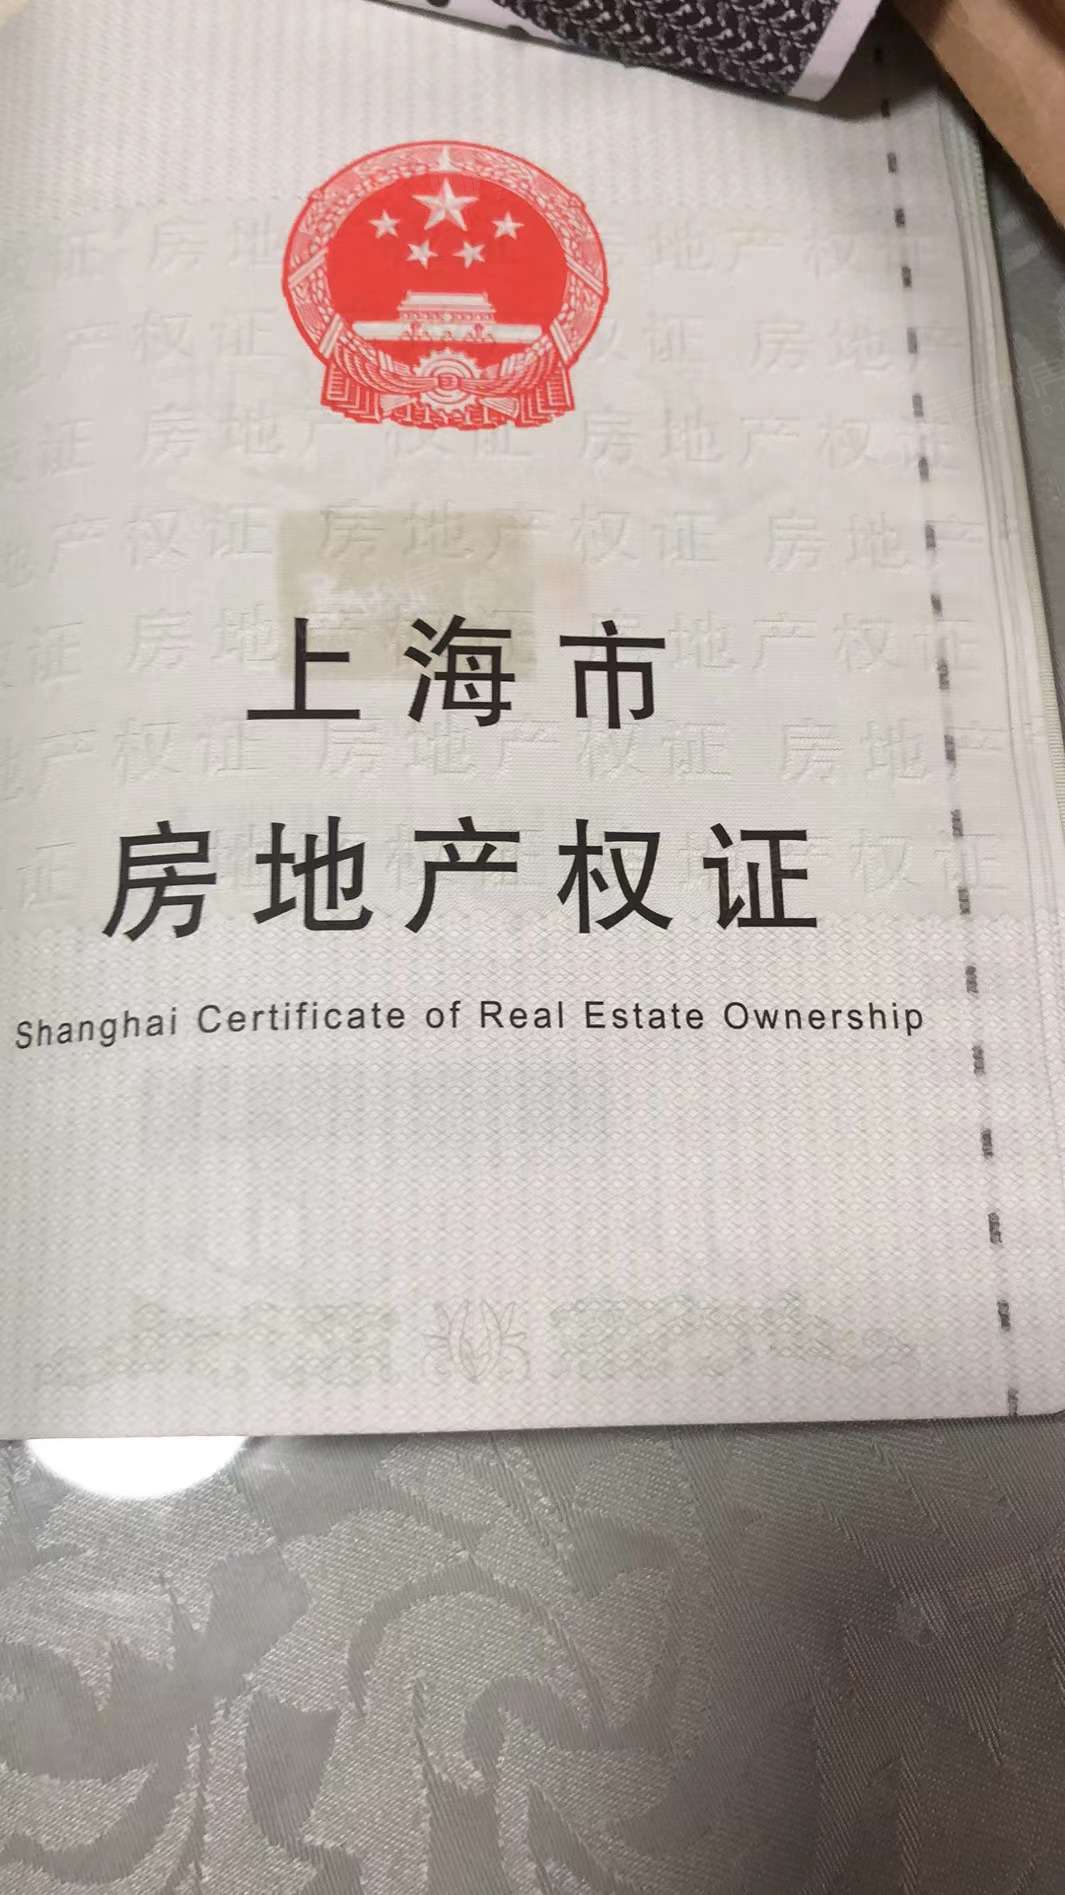 上海市
房地产权证
Shanghai Certificate of Real Estate Ownership